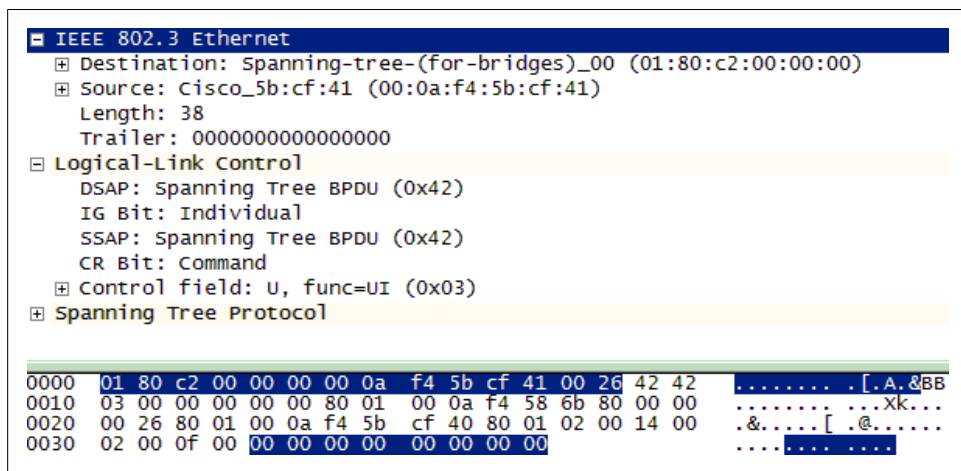 IEEE 802.3 Ethernet
Destination: Spanning-tree-(for-bridges)_00 (01:80:c2:00:00:00)
Source: Cisco_5b:cf:41 (00:0a:f4:5b:cf:41)
Length: 38
Trailer: 0000000000000000
Logical-Link Control
DSAP: Spanning Tree BPDU (0x42)
IG Bit: Individual
SSAP: Spanning Tree BPDU (0x42)
CR Bit: Command
Control field: U, func=UI (0x03)
Spanning Tree Protocol
0000 01 80 c2 00 00 00 00 0a f4 5b cf 41 00 26 42 42 ........ .[.A.&BB
0010 03 00 00 00 00 00 80 01 00 0a f4 58 6b 80 00 00 ........ ...Xk...
0020 00 26 80 01 00 0a f4 5b cf 40 80 01 02 00 14 00 .&.....[ .@......
0030 02 00 0f 00 00 00 00 00 00 00 00 00 ........ ....